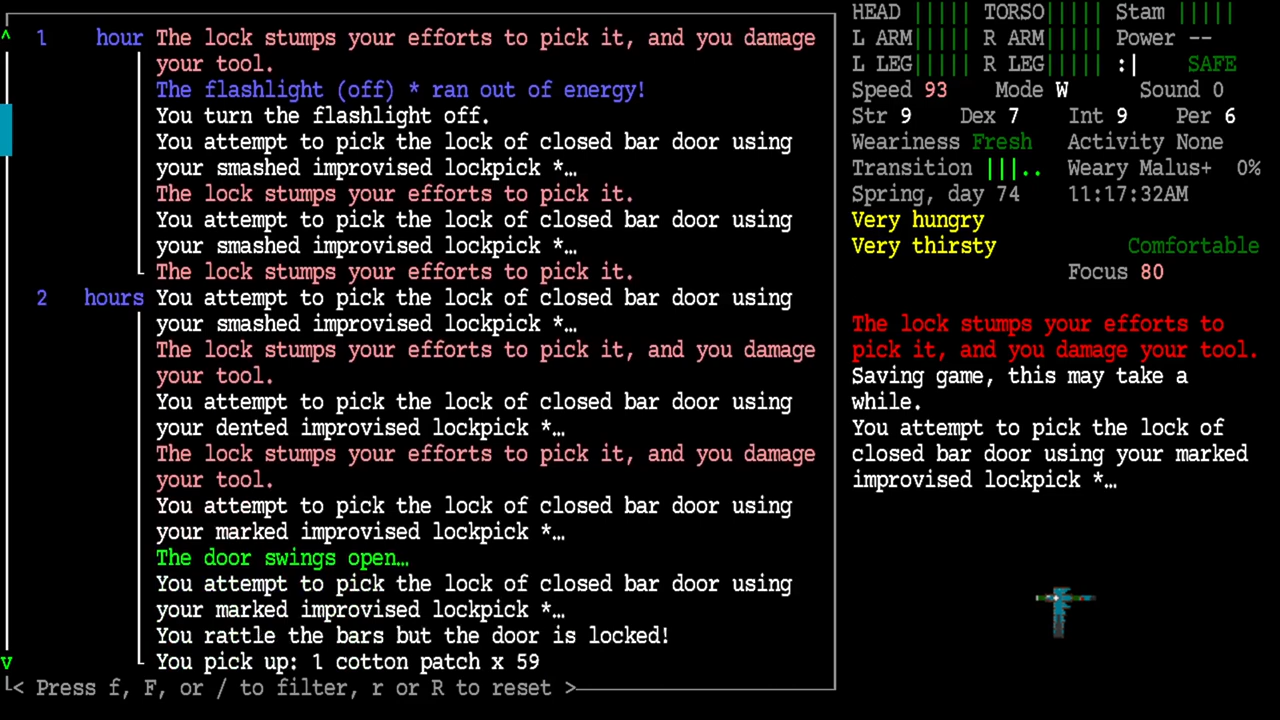 HEAD ||||| TORSO||||| Stam |||||
^ 1 hour The lock stumps your efforts to pick it, and you damage
your tool.
The flashlight (off) * ran out of energy!
You turn the flashlight off.
You attempt to pick the lock of closed bar door using
your smashed improvised lockpick *…
The lock stumps your efforts to pick it.
You attempt to pick the lock of closed bar door using
your smashed improvised lockpick *…
The lock stumps your efforts to pick it.
2 hours You attempt to pick the lock of closed bar door using
your smashed improvised lockpick *…
The lock stumps your efforts to pick it, and you damage
your tool.
You attempt to pick the lock of closed bar door using
your dented improvised lockpick *…
The lock stumps your efforts to pick it, and you damage
your tool.
You attempt to pick the lock of closed bar door using
your marked improvised lockpick *…
The door swings open…
You attempt to pick the lock of closed bar door using
your marked improvised lockpick *…
You rattle the bars but the door is locked!
v You pick up: 1 cotton patch x 59
< Press f, F, or / to filter, r or R to reset >
L ARM||||| R ARM||||| Power --
L LEG||||| R LEG||||| :| SAFE
Speed 93 Mode W Sound 0
Str 9 Dex 7 Int 9 Per 6
Weariness Fresh Activity None
Transition |||.. Weary Malus+ 0%
Spring, day 74 11:17:32AM
Very hungry
Very thirsty Comfortable
Focus 80
The lock stumps your efforts to
pick it, and you damage your tool.
Saving game, this may take a
while.
You attempt to pick the lock of
closed bar door using your marked
improvised lockpick *…